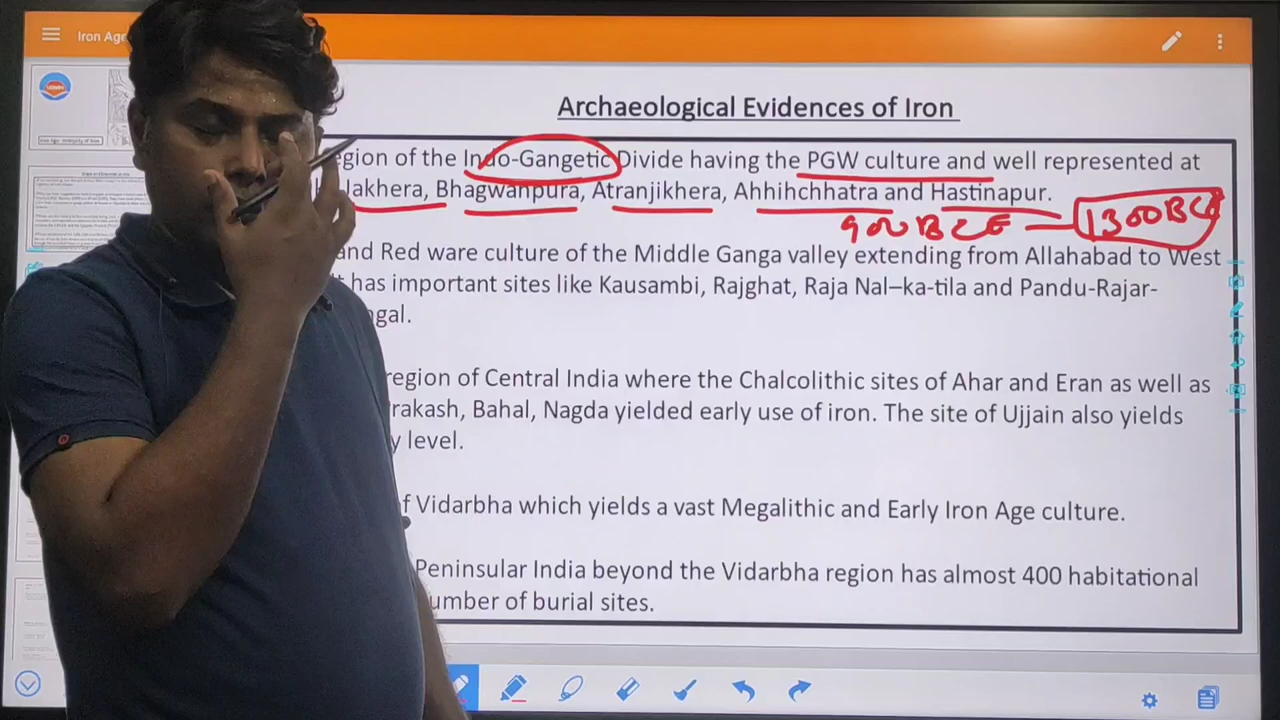 Iron Age
Archaeological Evidences of Iron
egion of the Indo-Gangetic Divide having the PGW culture and well represented at
Jakhera, Bhagwanpura, Atranjikhera, Ahhihchhatra and Hastinapur.
900 BCE — 1300 BCE
and Red ware culture of the Middle Ganga valley extending from Allahabad to West
t has important sites like Kausambi, Rajghat, Raja Nal–ka-tila and Pandu-Rajar-
ngal.
region of Central India where the Chalcolithic sites of Ahar and Eran as well as
rakash, Bahal, Nagda yielded early use of iron. The site of Ujjain also yields
y level.
f Vidarbha which yields a vast Megalithic and Early Iron Age culture.
Peninsular India beyond the Vidarbha region has almost 400 habitational
umber of burial sites.